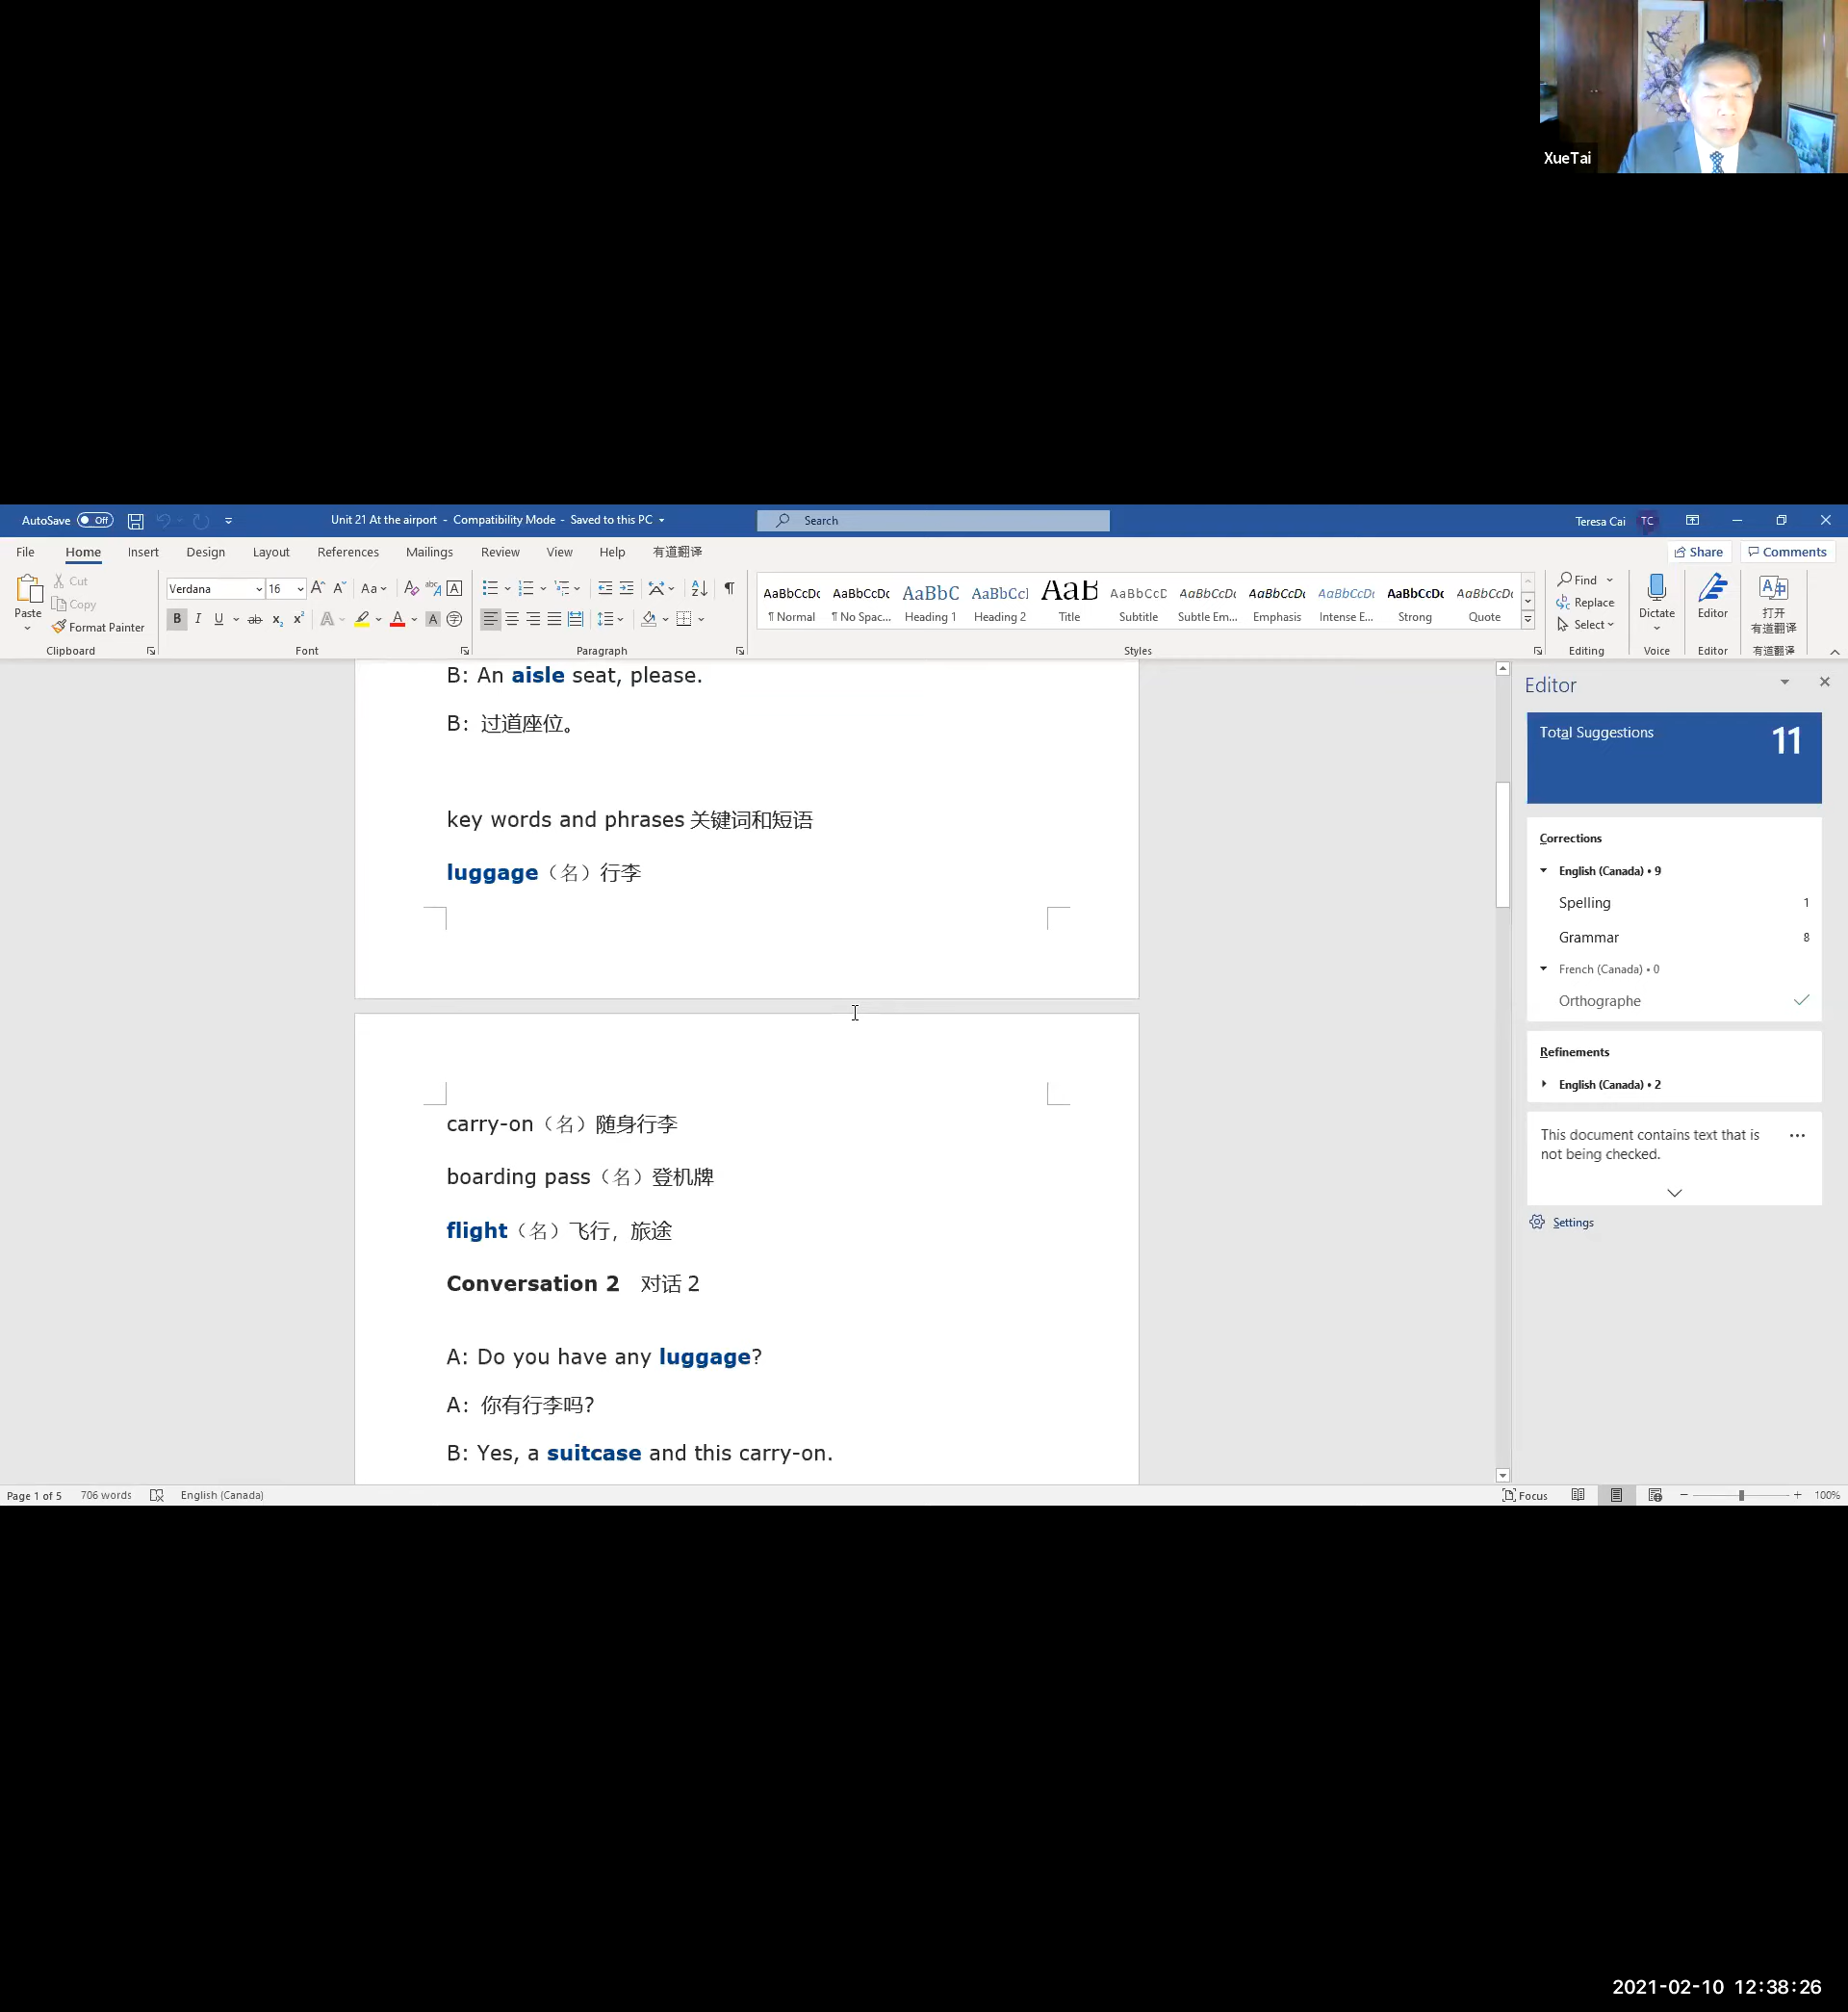 XueTai
AutoSave Off
Unit 21 At the airport - Compatibility Mode - Saved to this PC
Search
Teresa Cai TC
File Home Insert Design Layout References Mailings Review View Help 有道翻译
Share Comments
Paste
Cut
Copy
Format Painter
Clipboard
Verdana 16
Font
Paragraph
AaBbCcDc AaBbCcDc AaBbC AaBbCcI AaB AaBbCcD AaBbCcDc AaBbCcDc AaBbCcDc AaBbCcDc AaBbCcDc
¶ Normal ¶ No Spac... Heading 1 Heading 2 Title Subtitle Subtle Em... Emphasis Intense E... Strong Quote
Styles
Find
Replace
Select
Editing
Dictate
Voice
Editor
Editor
打开
有道翻译
有道翻译
B: An aisle seat, please.
B: 过道座位。
key words and phrases 关键词和短语
luggage（名）行李
carry-on（名）随身行李
boarding pass（名）登机牌
flight（名）飞行，旅途
Conversation 2 对话 2
A: Do you have any luggage?
A: 你有行李吗?
B: Yes, a suitcase and this carry-on.
Editor
Total Suggestions 11
Corrections
English (Canada) • 9
Spelling 1
Grammar 8
French (Canada) • 0
Orthographe
Refinements
English (Canada) • 2
This document contains text that is
not being checked.
Settings
Page 1 of 5 706 words English (Canada)
Focus 100%
2021-02-10 12:38:26